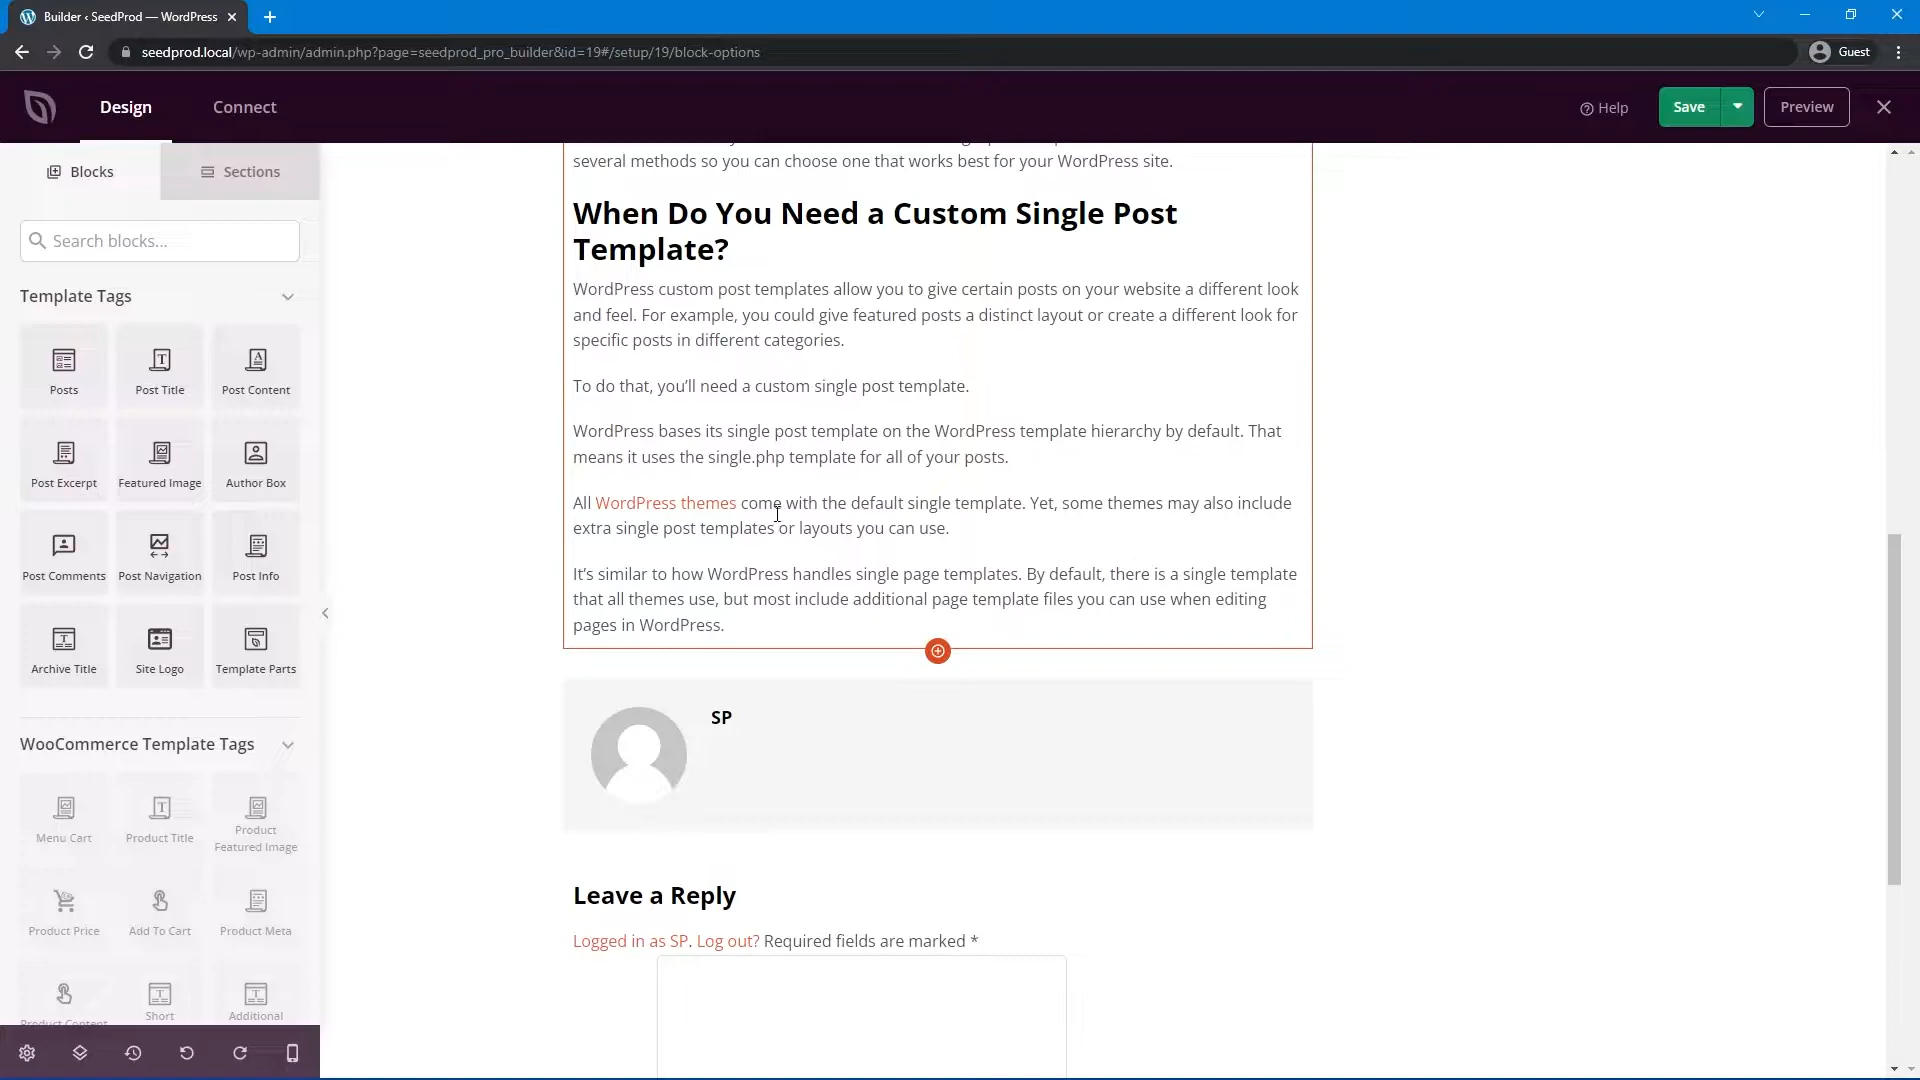 Builder ‹ SeedProd — WordPress
seedprod.local/wp-admin/admin.php?page=seedprod_pro_builder&id=19#/setup/19/block-options
Guest
Design
Connect
Help
Save
Preview
Blocks
Sections
Search blocks...
Template Tags
Posts
Post Title
Post Content
Post Excerpt
Featured Image
Author Box
Post Comments
Post Navigation
Post Info
Archive Title
Site Logo
Template Parts
WooCommerce Template Tags
Menu Cart
Product Title
Product
Featured Image
Product Price
Add To Cart
Product Meta
Product Content
Short
Additional
several methods so you can choose one that works best for your WordPress site.
When Do You Need a Custom Single Post
Template?
WordPress custom post templates allow you to give certain posts on your website a different look
and feel. For example, you could give featured posts a distinct layout or create a different look for
specific posts in different categories.
To do that, you’ll need a custom single post template.
WordPress bases its single post template on the WordPress template hierarchy by default. That
means it uses the single.php template for all of your posts.
All WordPress themes come with the default single template. Yet, some themes may also include
extra single post templates or layouts you can use.
It’s similar to how WordPress handles single page templates. By default, there is a single template
that all themes use, but most include additional page template files you can use when editing
pages in WordPress.
SP
Leave a Reply
Logged in as SP. Log out? Required fields are marked *